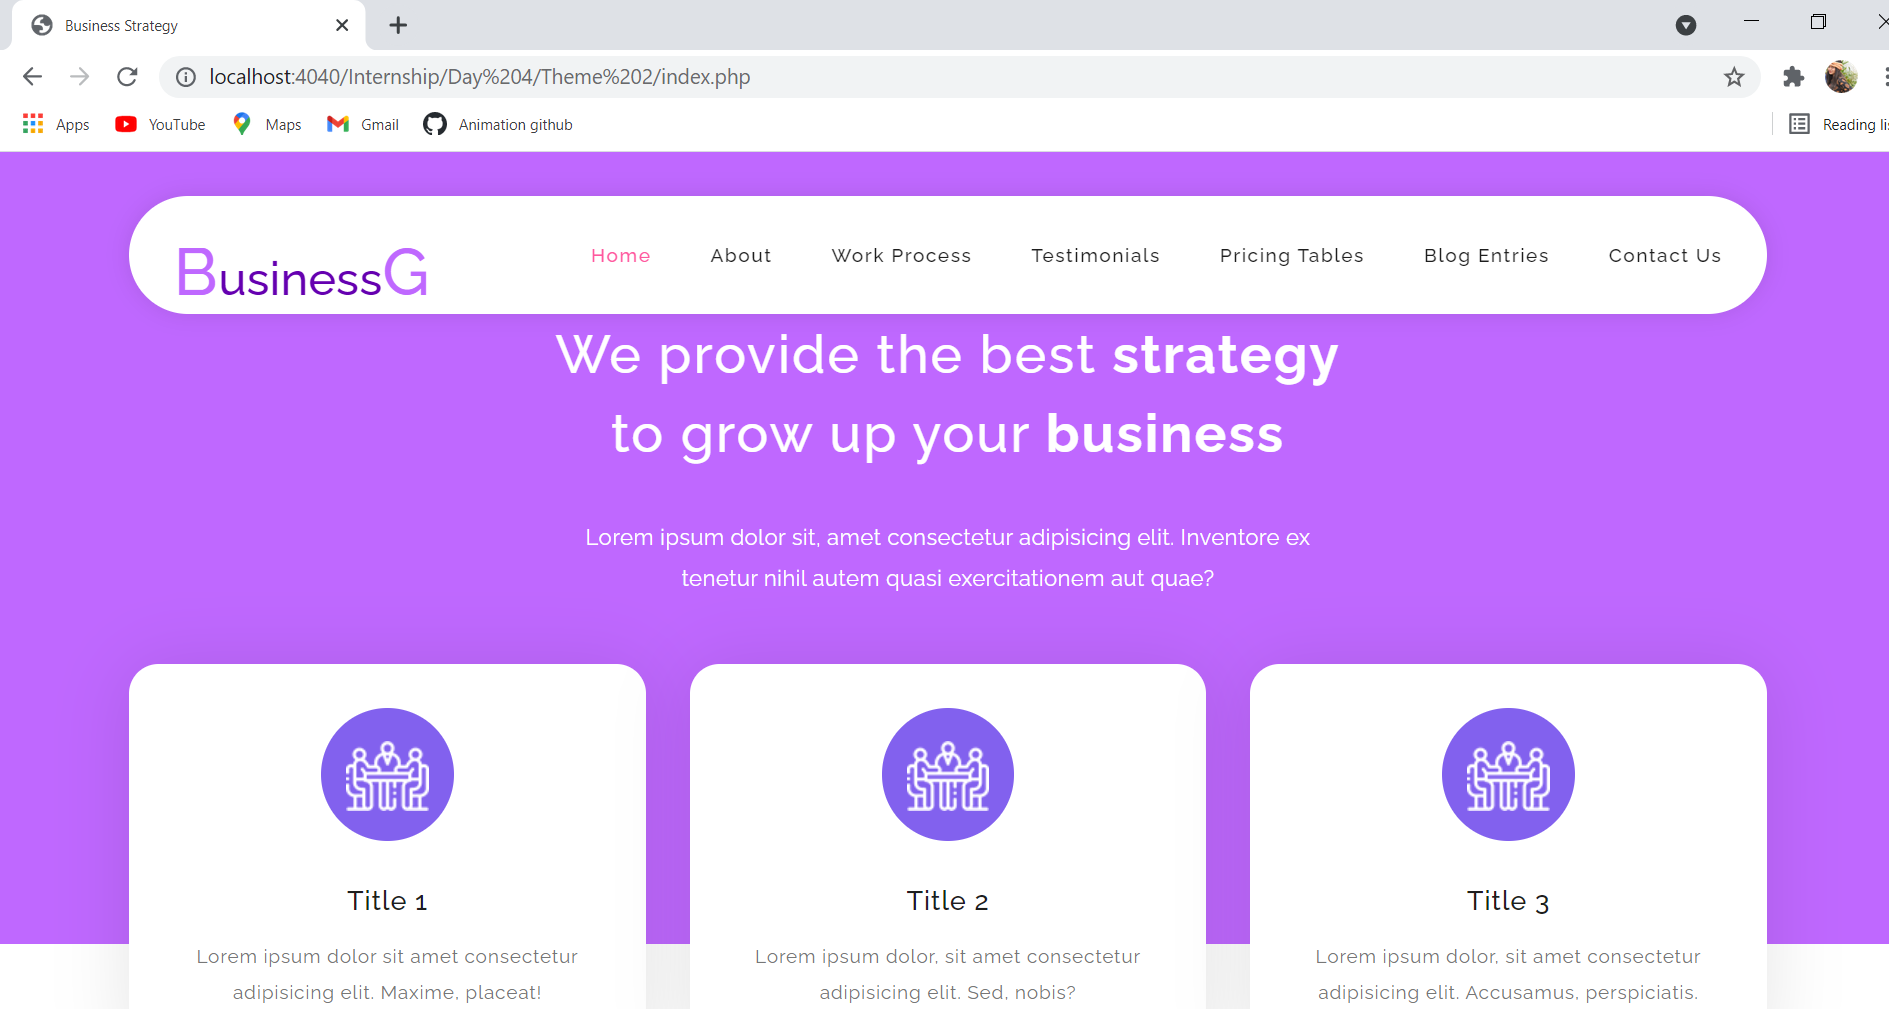 Business Strategy
localhost:4040/Internship/Day%204/Theme%202/index.php
Apps YouTube Maps Gmail Animation github Reading lis
BusinessG Home About Work Process Testimonials Pricing Tables Blog Entries Contact Us
We provide the best strategy
to grow up your business
Lorem ipsum dolor sit, amet consectetur adipisicing elit. Inventore ex
tenetur nihil autem quasi exercitationem aut quae?
Title 1
Lorem ipsum dolor sit amet consectetur
adipisicing elit. Maxime, placeat!
Title 2
Lorem ipsum dolor, sit amet consectetur
adipisicing elit. Sed, nobis?
Title 3
Lorem ipsum dolor, sit amet consectetur
adipisicing elit. Accusamus, perspiciatis.